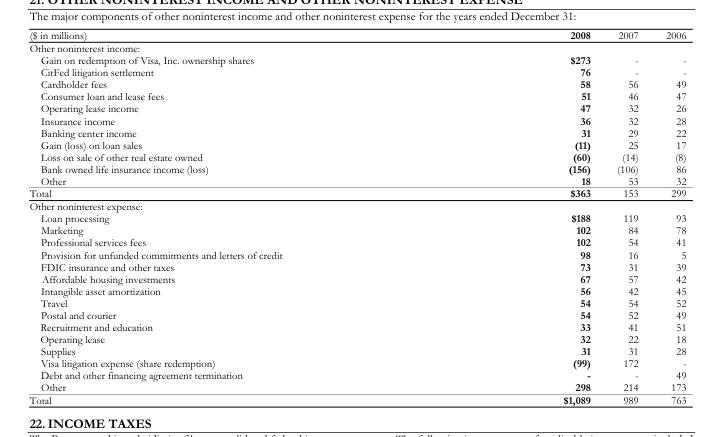 21. OTHER NONINTEREST INCOME AND OTHER NONINTEREST EXPENSE
The major components of other noninterest income and other noninterest expense for the years ended December 31:
($ in millions) 2008 2007 2006
Other noninterest income:
Gain on redemption of Visa, Inc. ownership shares $273 - -
CitFed litigation settlement 76 - -
Cardholder fees 58 56 49
Consumer loan and lease fees 51 46 47
Operating lease income 47 32 26
Insurance income 36 32 28
Banking center income 31 29 22
Gain (loss) on loan sales (11) 25 17
Loss on sale of other real estate owned (60) (14) (8)
Bank owned life insurance income (loss) (156) (106) 86
Other 18 53 32
Total $363 153 299
Other noninterest expense:
Loan processing $188 119 93
Marketing 102 84 78
Professional services fees 102 54 41
Provision for unfunded commitments and letters of credit 98 16 5
FDIC insurance and other taxes 73 31 39
Affordable housing investments 67 57 42
Intangible asset amortization 56 42 45
Travel 54 54 52
Postal and courier 54 52 49
Recruitment and education 33 41 51
Operating lease 32 22 18
Supplies 31 31 28
Visa litigation expense (share redemption) (99) 172 -
Debt and other financing agreement termination - - 49
Other 298 214 173
Total $1,089 989 763
22. INCOME TAXES